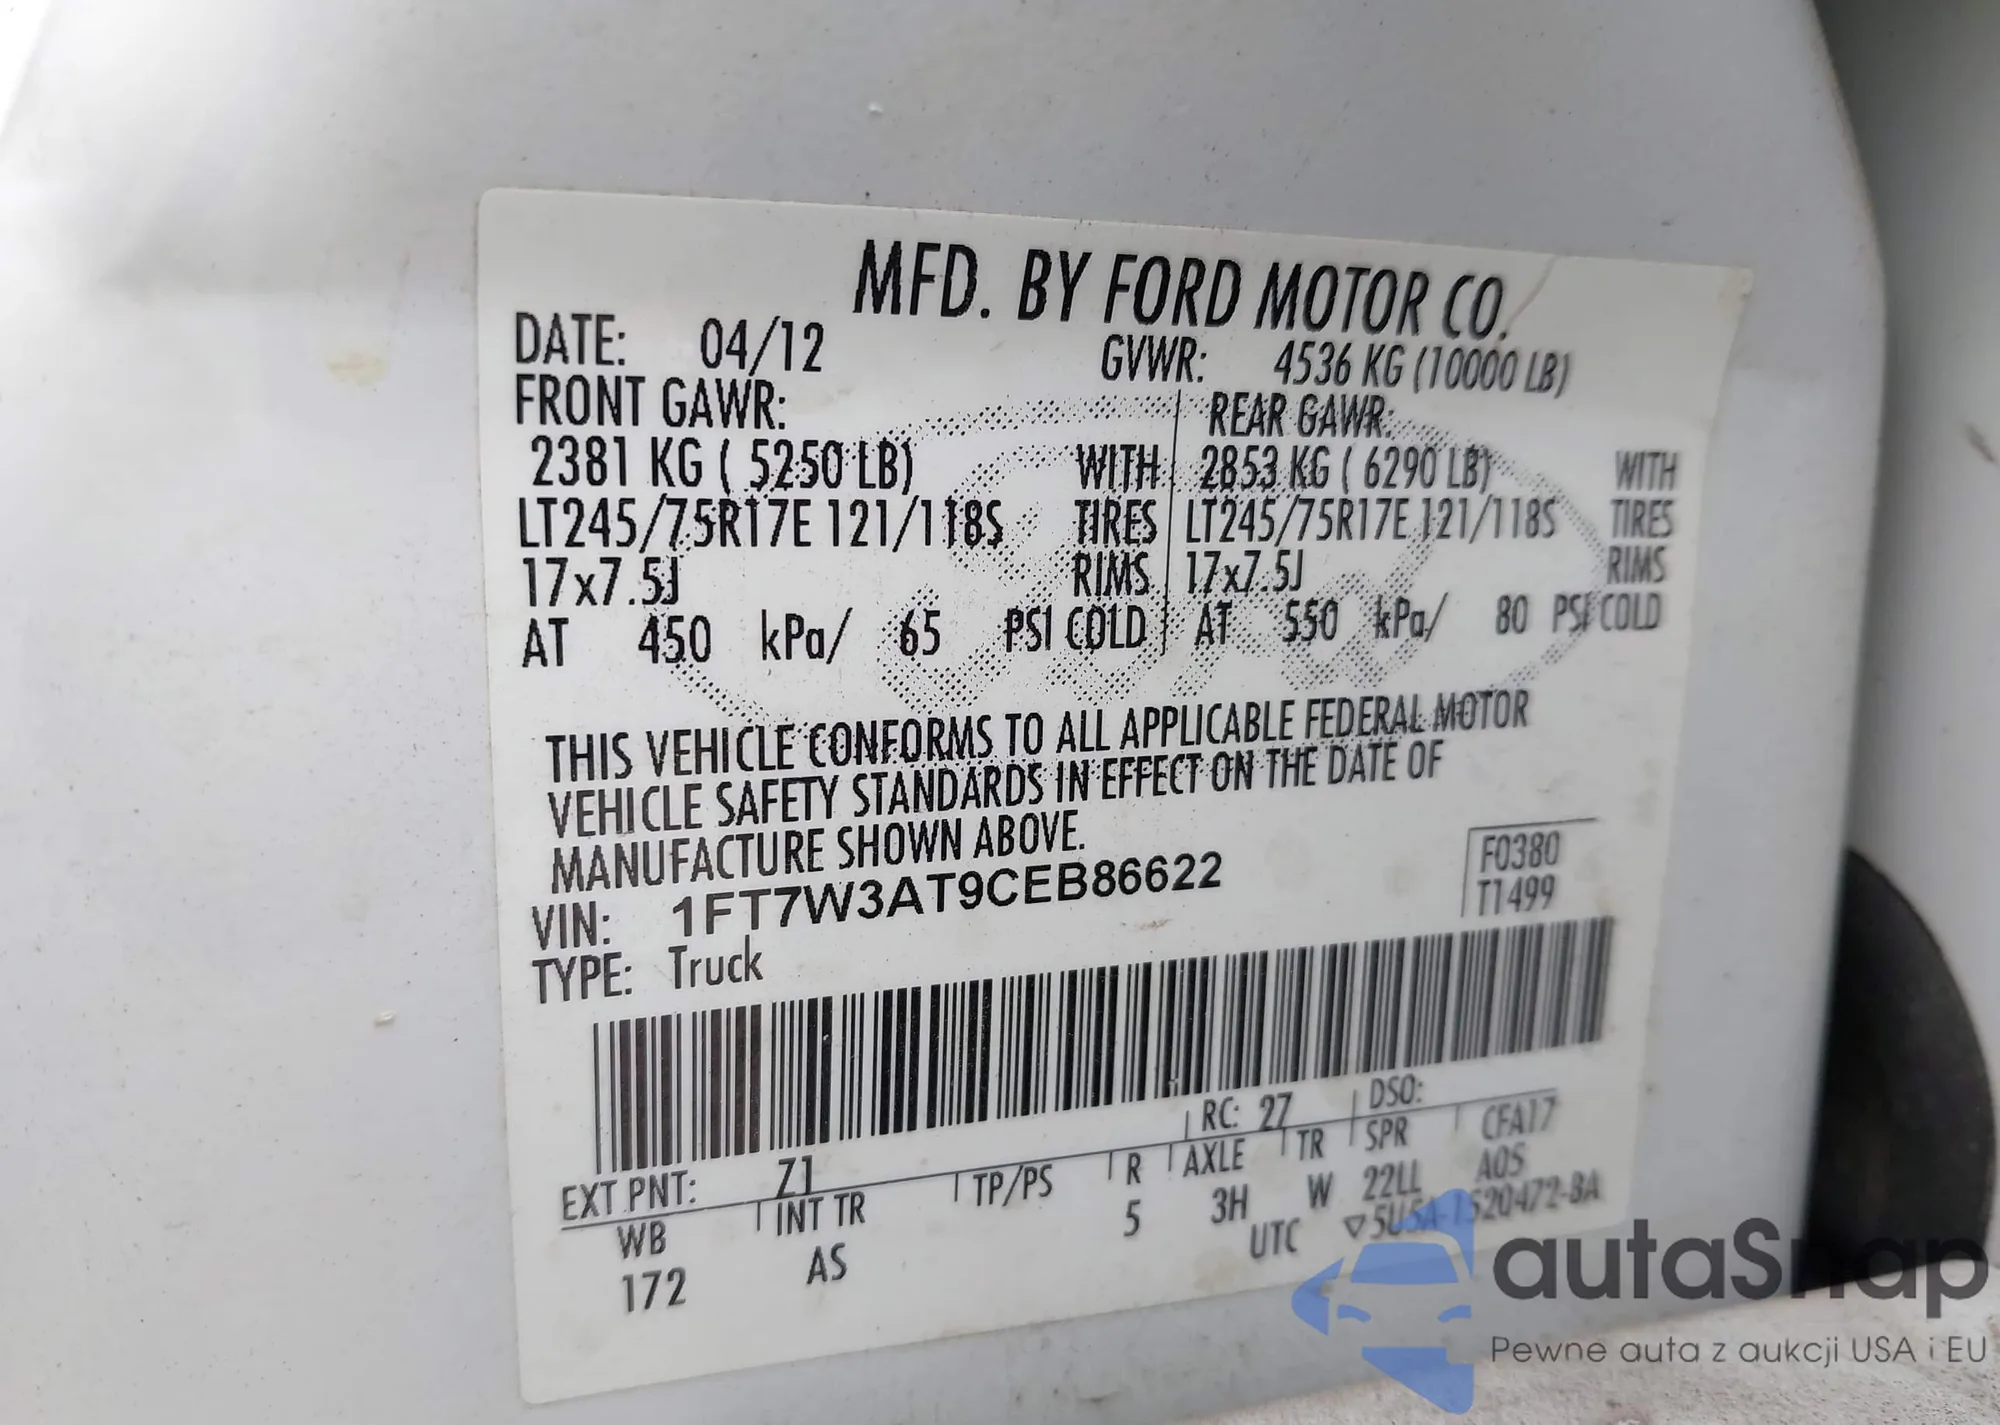 MFD. BY FORD MOTOR CO.
DATE: 04/12 GVWR: 4536 KG (10000 LB)
FRONT GAWR: REAR GAWR:
2381 KG ( 5250 LB) WITH 2853 KG ( 6290 LB) WITH
LT245/75R17E 121/118S TIRES LT245/75R17E 121/118S TIRES
17x7.5J RIMS 17x7.5J RIMS
AT 450 kPa/ 65 PSI COLD AT 550 kPa/ 80 PSI COLD
THIS VEHICLE CONFORMS TO ALL APPLICABLE FEDERAL MOTOR
VEHICLE SAFETY STANDARDS IN EFFECT ON THE DATE OF
MANUFACTURE SHOWN ABOVE.
VIN: 1FT7W3AT9CEB86622
TYPE: Truck
F0380
T1499
EXT PNT: Z1 RC: 27 DSO:
WB INT TR TP/PS R AXLE TR SPR CFA17
172 AS 5 3H W 22LL A0S
UTC ▽5U5A-1520472-BA
autaSnap
Pewne auta z aukcji USA i EU